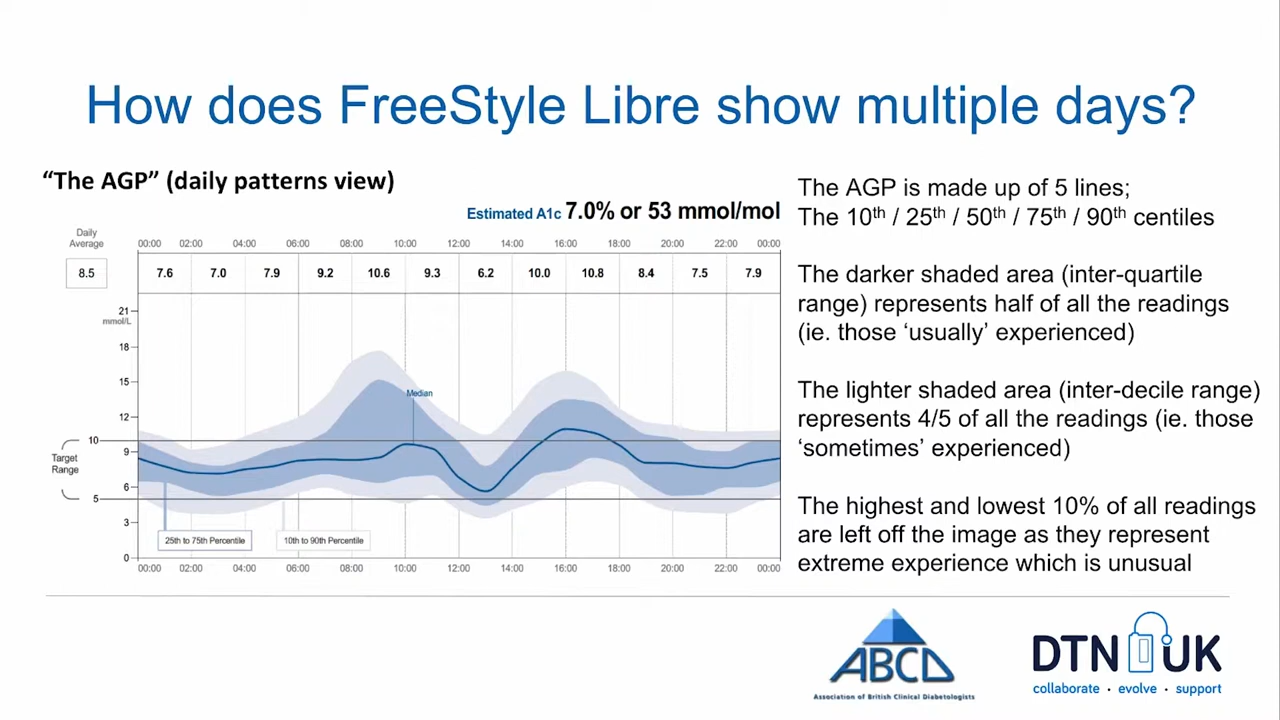 How does FreeStyle Libre show multiple days?
“The AGP” (daily patterns view)
Estimated A1c 7.0% or 53 mmol/mol
Daily
Average
00:00 02:00 04:00 06:00 08:00 10:00 12:00 14:00 16:00 18:00 20:00 22:00 00:00
8.5
7.6 7.0 7.9 9.2 10.6 9.3 6.2 10.0 10.8 8.4 7.5 7.9
21
mmol/L
18
15
Median
12
10
9
Target
Range
6
5
3
25th to 75th Percentile
10th to 90th Percentile
0
00:00 02:00 04:00 06:00 08:00 10:00 12:00 14:00 16:00 18:00 20:00 22:00 00:00
The AGP is made up of 5 lines;
The 10th / 25th / 50th / 75th / 90th centiles
The darker shaded area (inter-quartile
range) represents half of all the readings
(ie. those ‘usually’ experienced)
The lighter shaded area (inter-decile range)
represents 4/5 of all the readings (ie. those
‘sometimes’ experienced)
The highest and lowest 10% of all readings
are left off the image as they represent
extreme experience which is unusual
ABCD
Association of British Clinical Diabetologists
DTN UK
collaborate · evolve · support